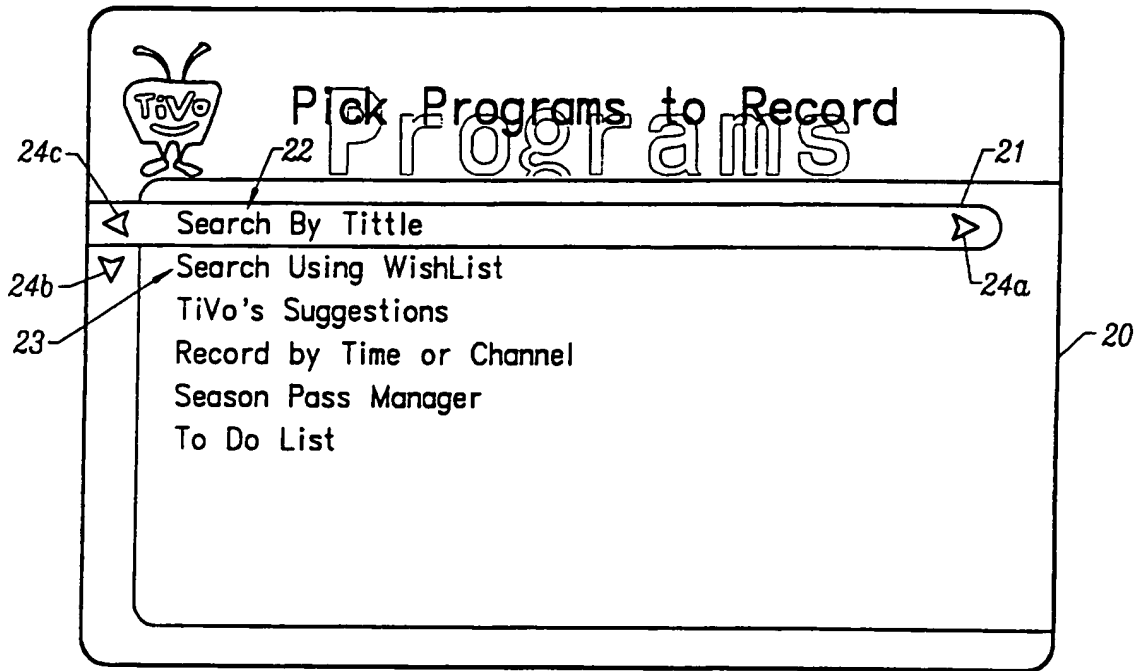 TiVo
Pick Programs to Record
Programs
24c
22
21
Search By Tittle
24b
Search Using WishList
24a
23
TiVo's Suggestions
Record by Time or Channel
20
Season Pass Manager
To Do List